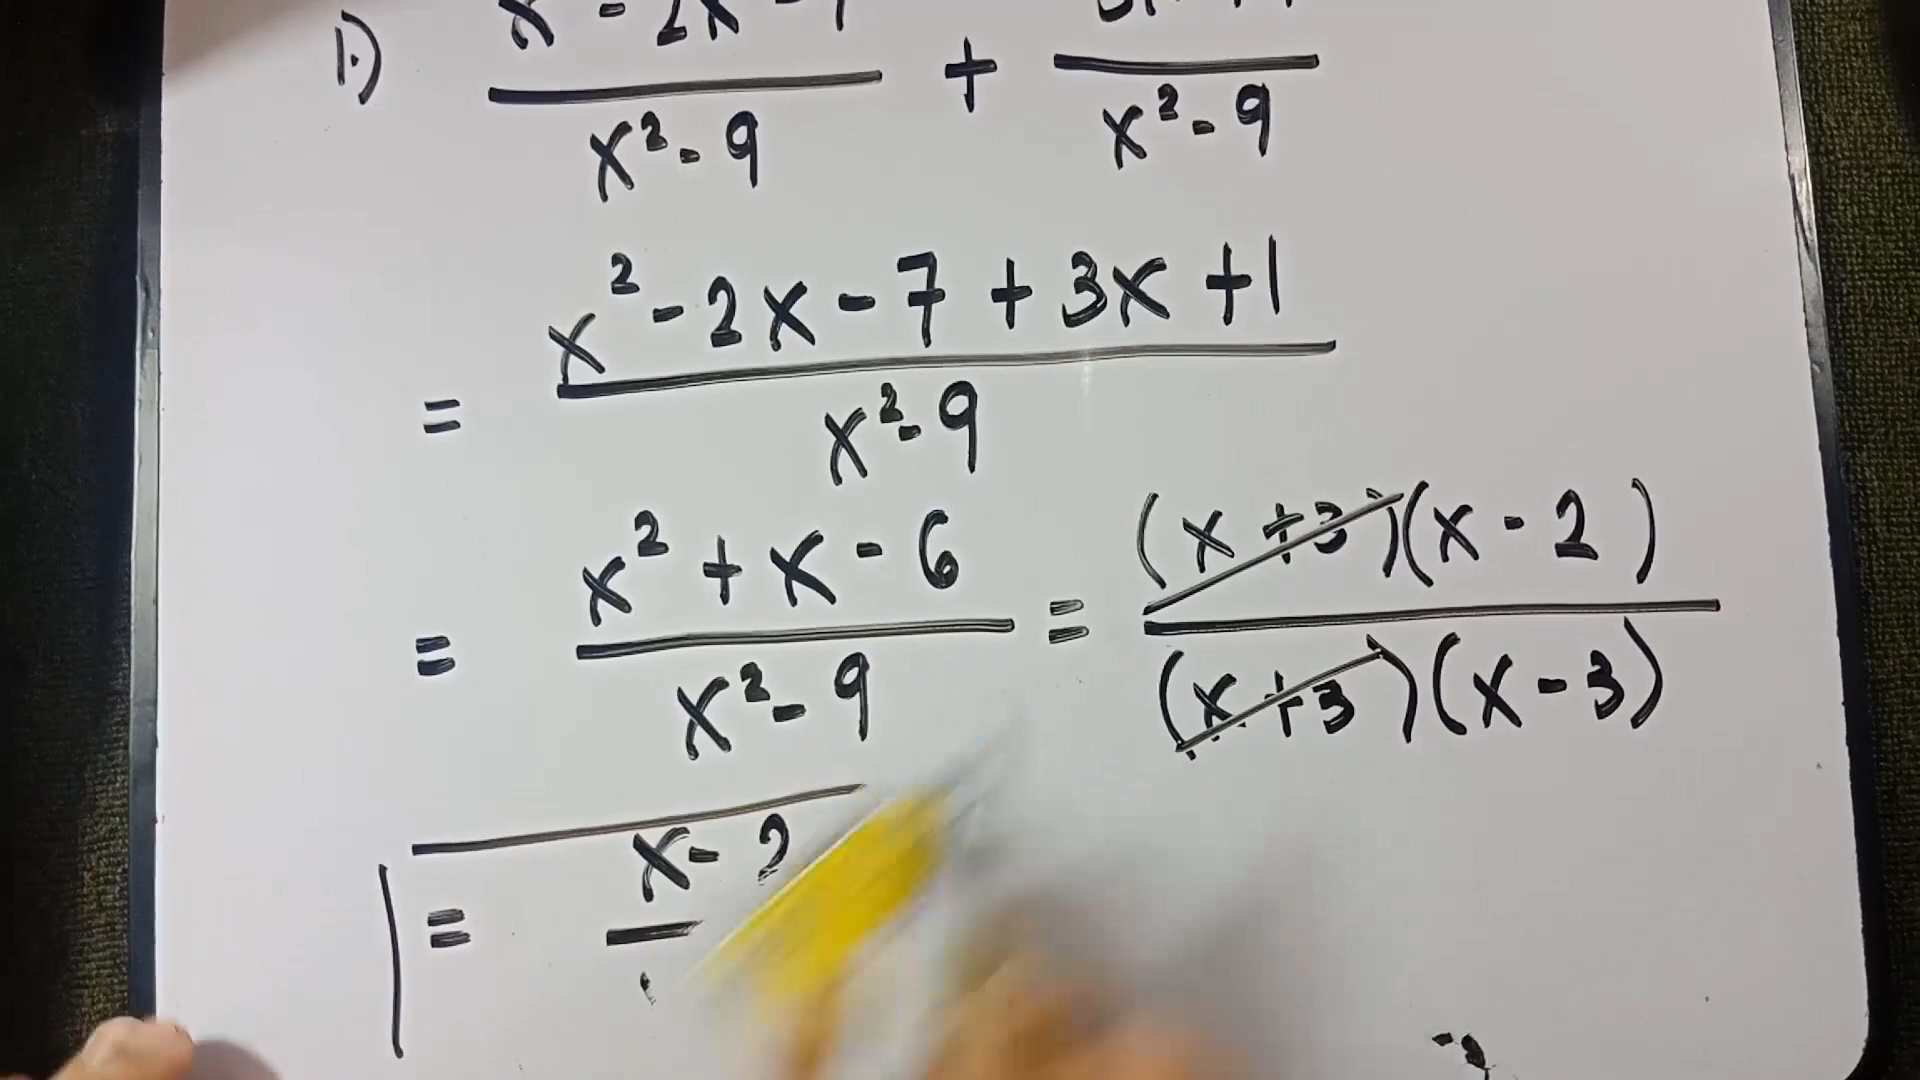 1.) x² - 2x - 7 / x² - 9 + 3x + 1 / x² - 9
= x² - 2x - 7 + 3x + 1 / x² - 9
= x² + x - 6 / x² - 9 = (x + 3)(x - 2) / (x + 3)(x - 3)
= x - 2